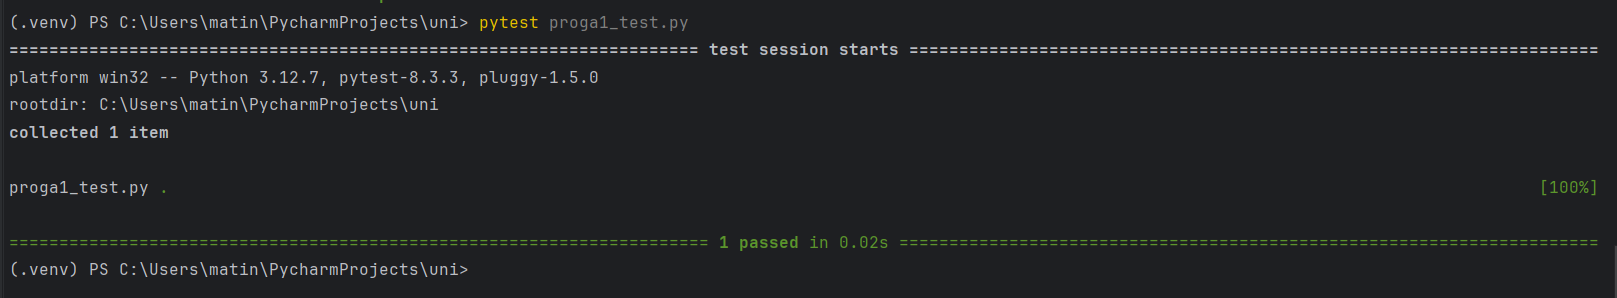 (.venv) PS C:\Users\matin\PycharmProjects\uni> pytest proga1_test.py
===================================================================== test session starts =====================================================================
platform win32 -- Python 3.12.7, pytest-8.3.3, pluggy-1.5.0
rootdir: C:\Users\matin\PycharmProjects\uni
collected 1 item
proga1_test.py . [100%]
====================================================================== 1 passed in 0.02s ======================================================================
(.venv) PS C:\Users\matin\PycharmProjects\uni>